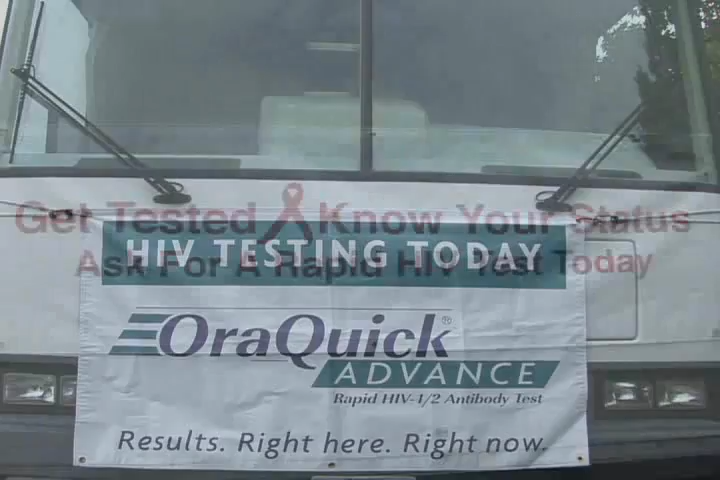 Get Tested Know Your Status
Ask For A Rapid HIV Test Today
HIV TESTING TODAY
OraQuick®
ADVANCE
Rapid HIV-1/2 Antibody Test
Results. Right here. Right now.